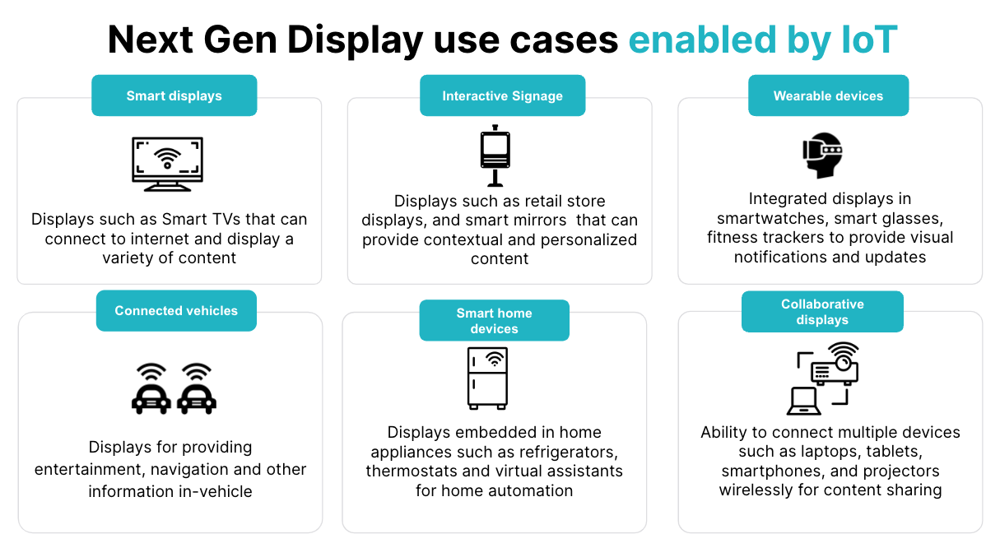 Next Gen Display use cases enabled by IoT
Smart displays
Displays such as Smart TVs that can
connect to internet and display a
variety of content
Interactive Signage
Displays such as retail store
displays, and smart mirrors  that can
provide contextual and personalized
content
Wearable devices
Integrated displays in
smartwatches, smart glasses,
fitness trackers to provide visual
notifications and updates
Connected vehicles
Displays for providing
entertainment, navigation and other
information in-vehicle
Smart home
devices
Displays embedded in home
appliances such as refrigerators,
thermostats and virtual assistants
for home automation
Collaborative
displays
Ability to connect multiple devices
such as laptops, tablets,
smartphones, and projectors
wirelessly for content sharing